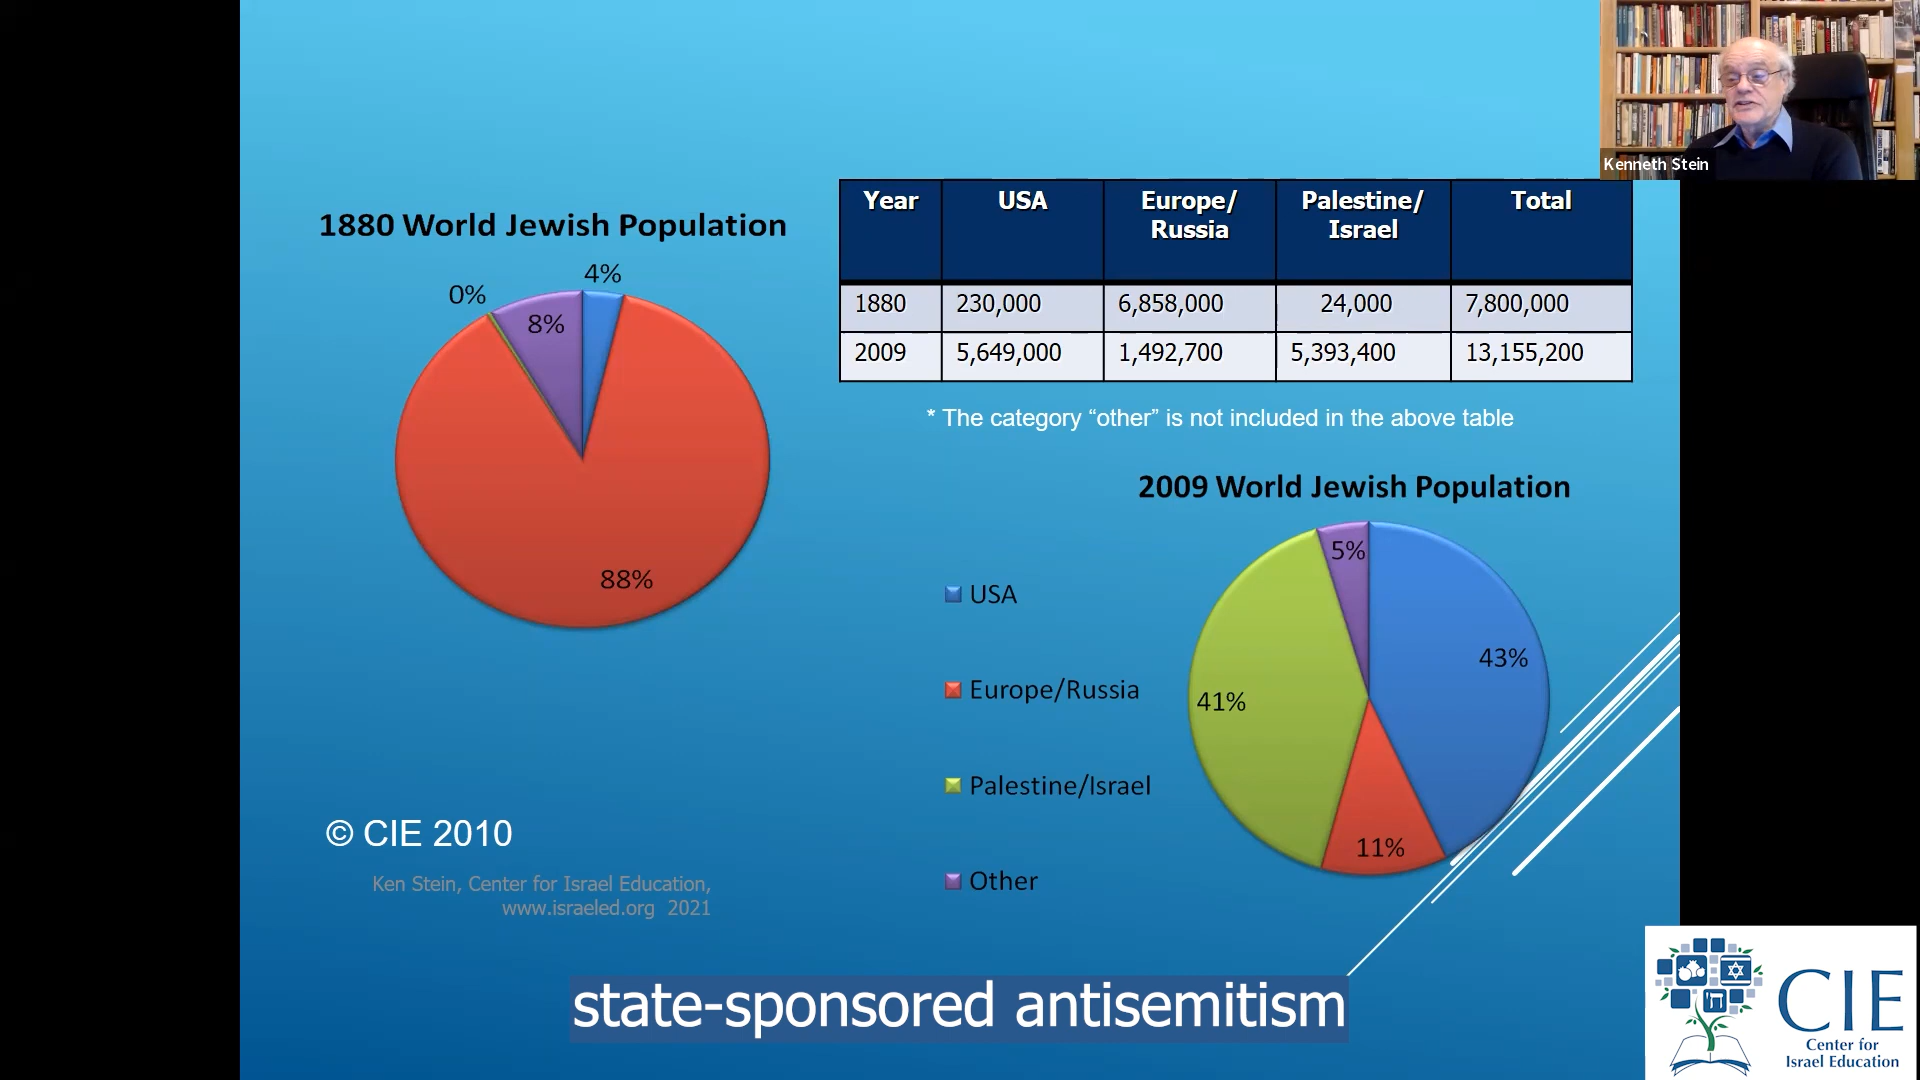 Kenneth Stein
1880 World Jewish Population
4%
0%
8%
88%
Year USA Europe/ Russia Palestine/ Israel Total
1880 230,000 6,858,000 24,000 7,800,000
2009 5,649,000 1,492,700 5,393,400 13,155,200
* The category “other” is not included in the above table
2009 World Jewish Population
5%
43%
41%
11%
USA
Europe/Russia
Palestine/Israel
Other
© CIE 2010
Ken Stein, Center for Israel Education,
www.israeled.org 2021
state-sponsored antisemitism
CIE
Center for
Israel Education